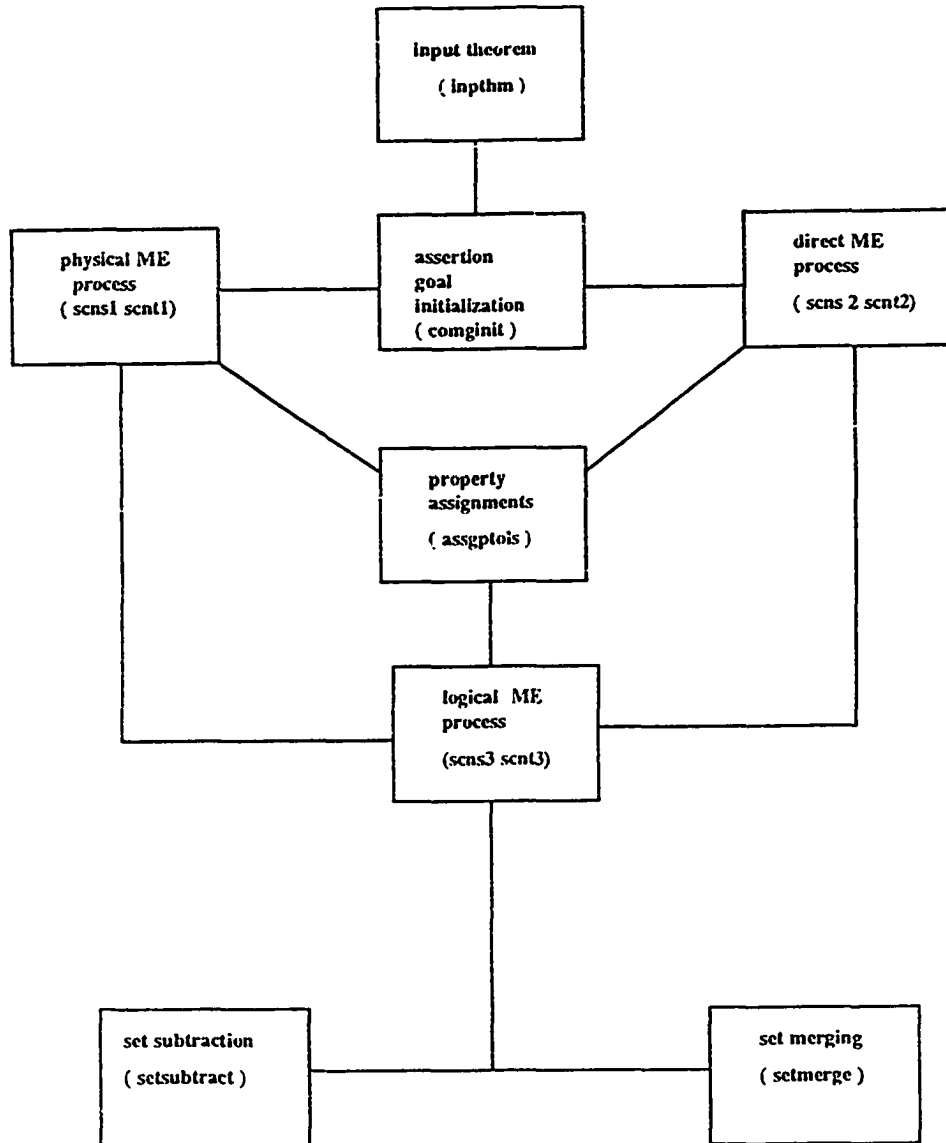 input theorem
( inpthm )
physical ME
process
( scns1 scnt1)
assertion
goal
initialization
( comginit )
direct ME
process
( scns 2 scnt2)
property
assignments
( assgptois )
logical ME
process
(scns3 scnt3)
set subtraction
( setsubtract )
set merging
( setmerge )